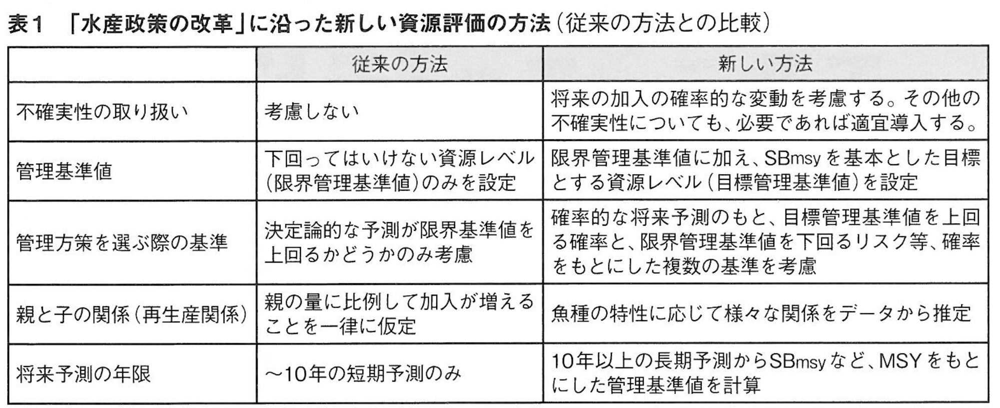 表1 「水産政策の改革」に沿った新しい資源評価の方法（従来の方法との比較）
従来の方法
新しい方法
不確実性の取り扱い
考慮しない
将来の加入の確率的な変動を考慮する。その他の
不確実性についても、必要であれば適宜導入する。
管理基準値
下回ってはいけない資源レベル
（限界管理基準値）のみを設定
限界管理基準値に加え、SBmsyを基本とした目標
とする資源レベル（目標管理基準値）を設定
管理方策を選ぶ際の基準
決定論的な予測が限界基準値を
上回るかどうかのみ考慮
確率的な将来予測のもと、目標管理基準値を上回
る確率と、限界管理基準値を下回るリスク等、確率
をもとにした複数の基準を考慮
親と子の関係（再生産関係）
親の量に比例して加入が増える
ことを一律に仮定
魚種の特性に応じて様々な関係をデータから推定
将来予測の年限
～10年の短期予測のみ
10年以上の長期予測からSBmsyなど、MSYをもと
にした管理基準値を計算